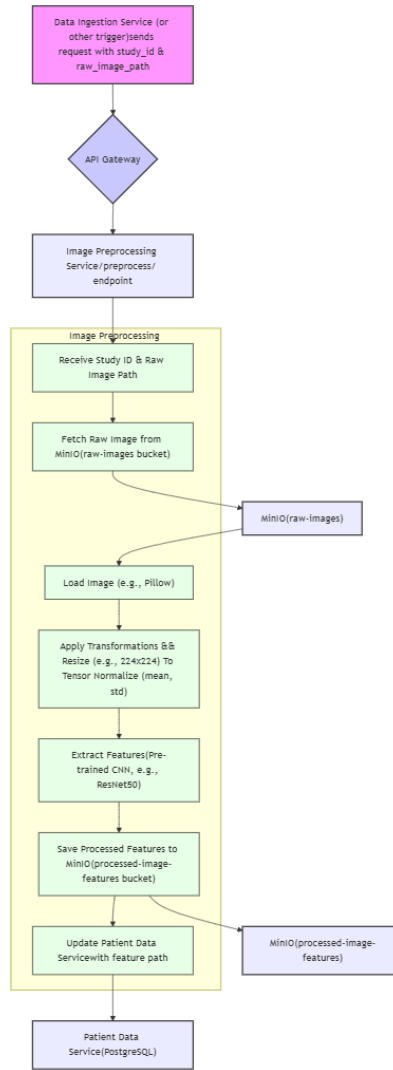 Data Ingestion Service (or
other trigger)sends
request with study_id &
raw_image_path
API Gateway
Image Preprocessing
Service/preprocess/
endpoint
Image Preprocessing
Receive Study ID & Raw
Image Path
Fetch Raw Image from
MinIO(raw-images bucket)
MinIO(raw-images)
Load Image (e.g., Pillow)
Apply Transformations &&
Resize (e.g., 224x224) To
Tensor Normalize (mean,
std)
Extract Features(Pre-
trained CNN, e.g.,
ResNet50)
Save Processed Features to
MinIO(processed-image-
features bucket)
Update Patient Data
Servicewith feature path
MinIO(processed-image-
features)
Patient Data
Service(PostgreSQL)